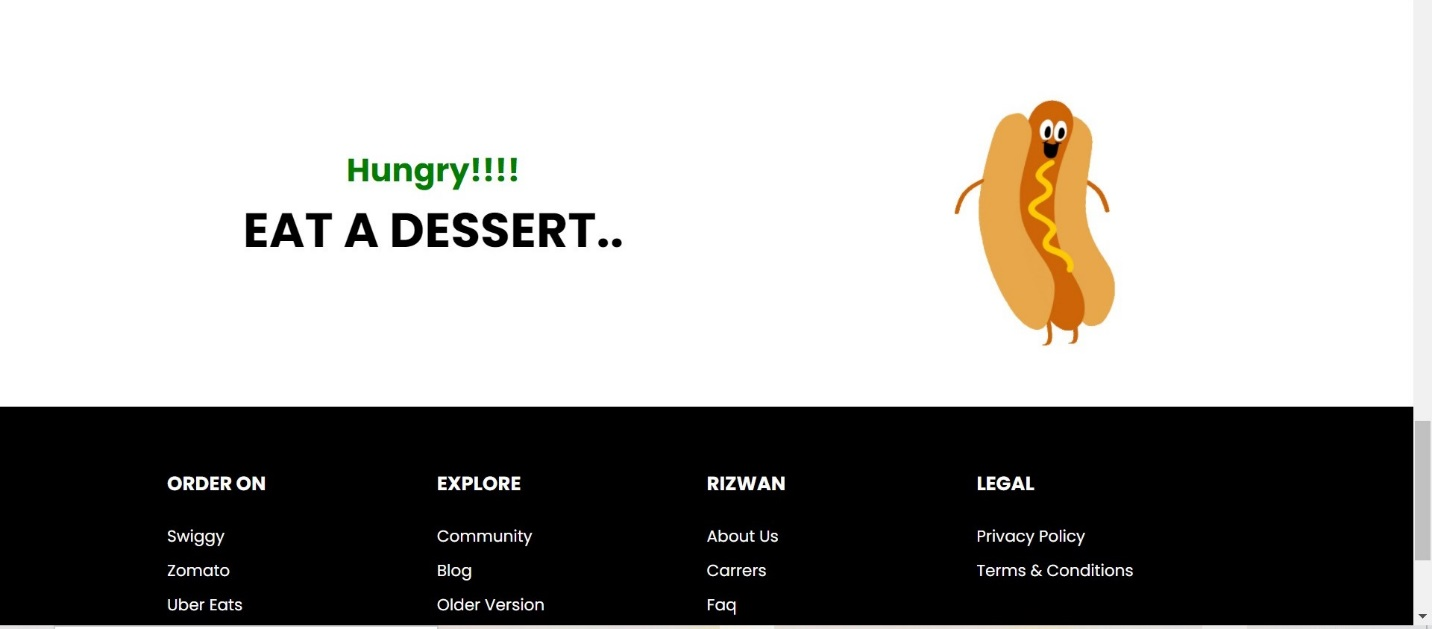 Hungry!!!!
EAT A DESSERT..
ORDER ON
Swiggy
Zomato
Uber Eats
EXPLORE
Community
Blog
Older Version
RIZWAN
About Us
Carrers
Faq
LEGAL
Privacy Policy
Terms & Conditions